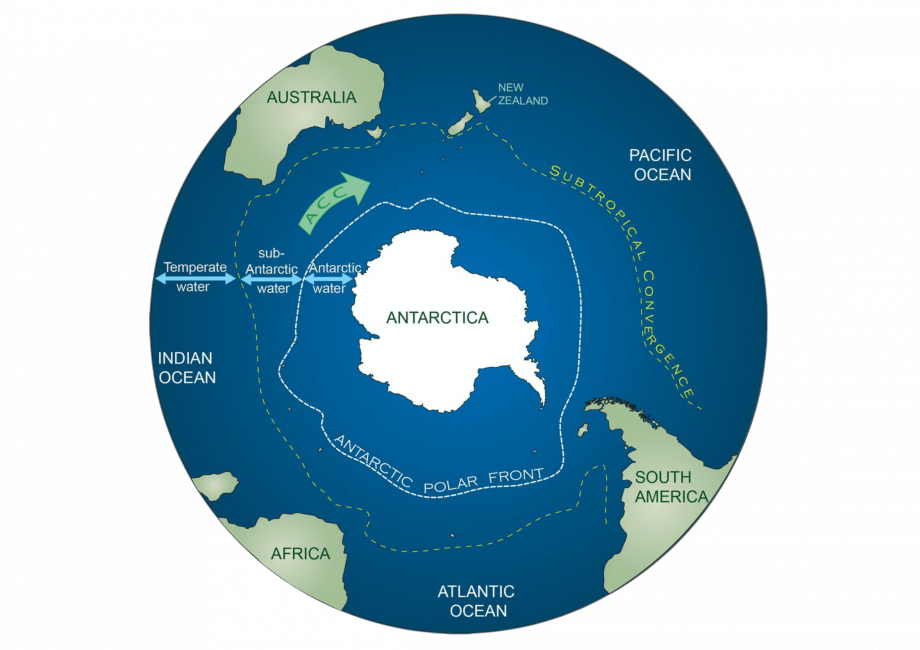 AUSTRALIA
NEW
ZEALAND
PACIFIC
OCEAN
SUBTROPICAL CONVERGENCE
ACC
Temperate
water
sub-
Antarctic
water
Antarctic
water
ANTARCTICA
INDIAN
OCEAN
ANTARCTIC POLAR FRONT
SOUTH
AMERICA
AFRICA
ATLANTIC
OCEAN